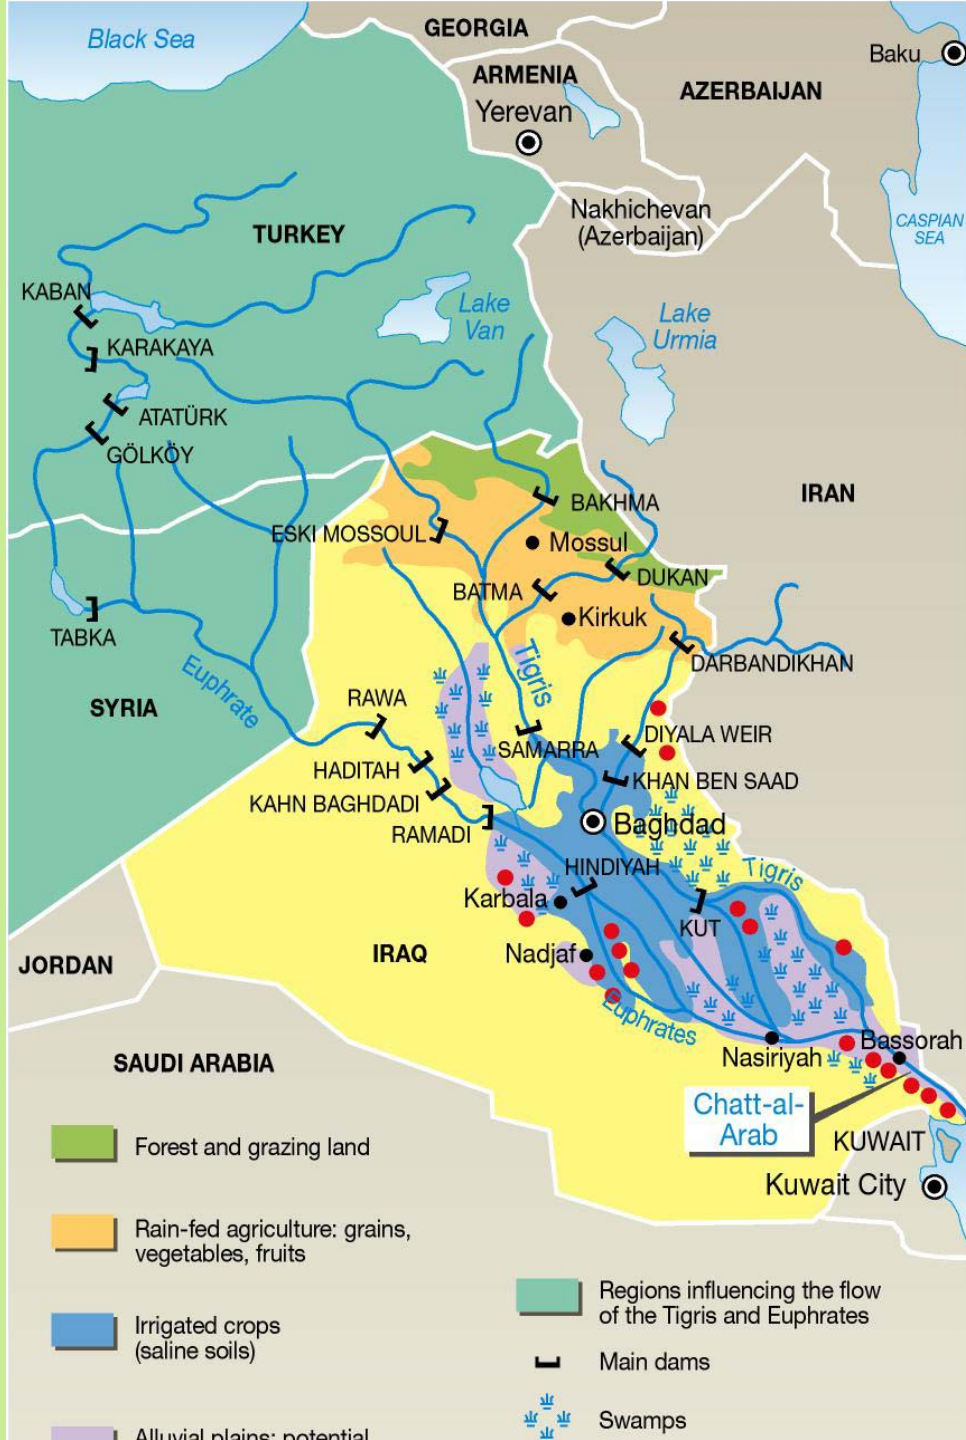 Black Sea
GEORGIA
ARMENIA
Yerevan
AZERBAIJAN
Baku
CASPIAN
SEA
Nakhichevan
(Azerbaijan)
TURKEY
KABAN
KARAKAYA
ATATÜRK
GÖLKÖY
Lake
Van
Lake
Urmia
IRAN
BAKHMA
ESKI MOSSOUL
Mossul
DUKAN
BATMA
Kirkuk
TABKA
DARBANDIKHAN
Tigris
Euphrate
SYRIA
RAWA
SAMARRA
DIYALA WEIR
HADITAH
KHAN BEN SAAD
KAHN BAGHDADI
RAMADI
Baghdad
HINDIYAH
Tigris
Karbala
KUT
Nadjaf
IRAQ
JORDAN
Euphrates
Nasiriyah
Bassorah
SAUDI ARABIA
Chatt-al-
Arab
KUWAIT
Kuwait City
Forest and grazing land
Rain-fed agriculture: grains,
vegetables, fruits
Irrigated crops
(saline soils)
Alluvial plains: potential
Regions influencing the flow
of the Tigris and Euphrates
Main dams
Swamps